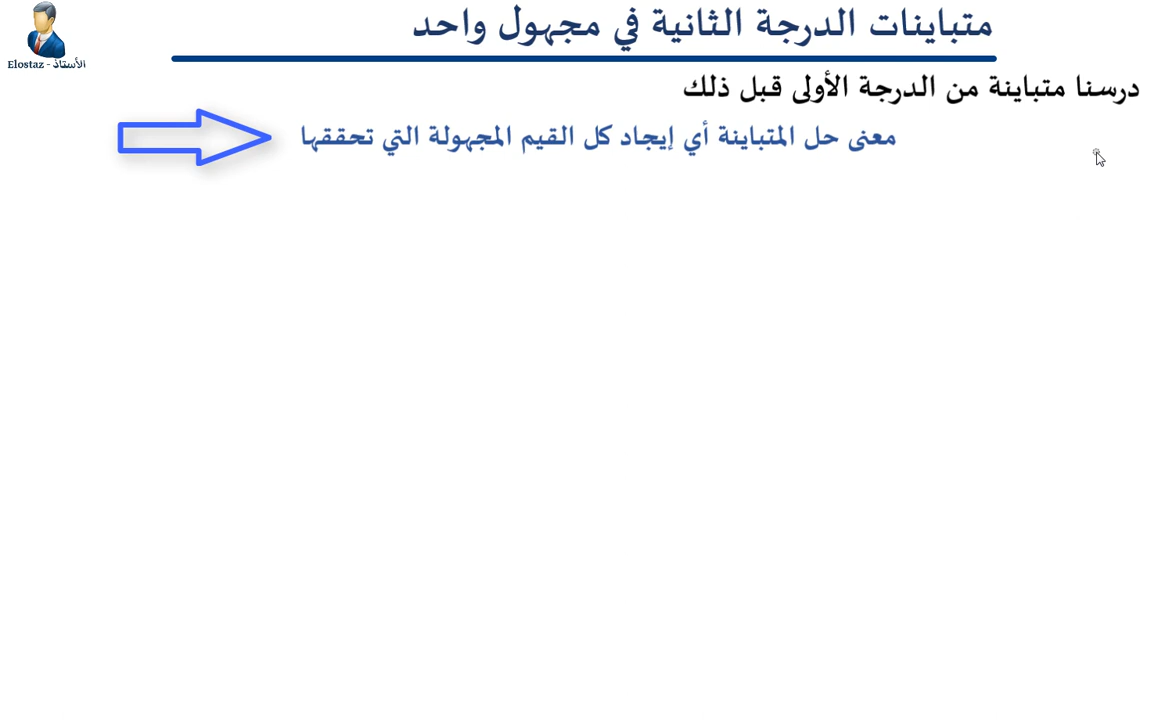 متباينات الدرجة الثانية في مجهول واحد
Elostaz - الأستاذ
درسنا متباينة من الدرجة الأولى قبل ذلك
معنى حل المتباينة أي إيجاد كل القيم المجهولة التي تحققها